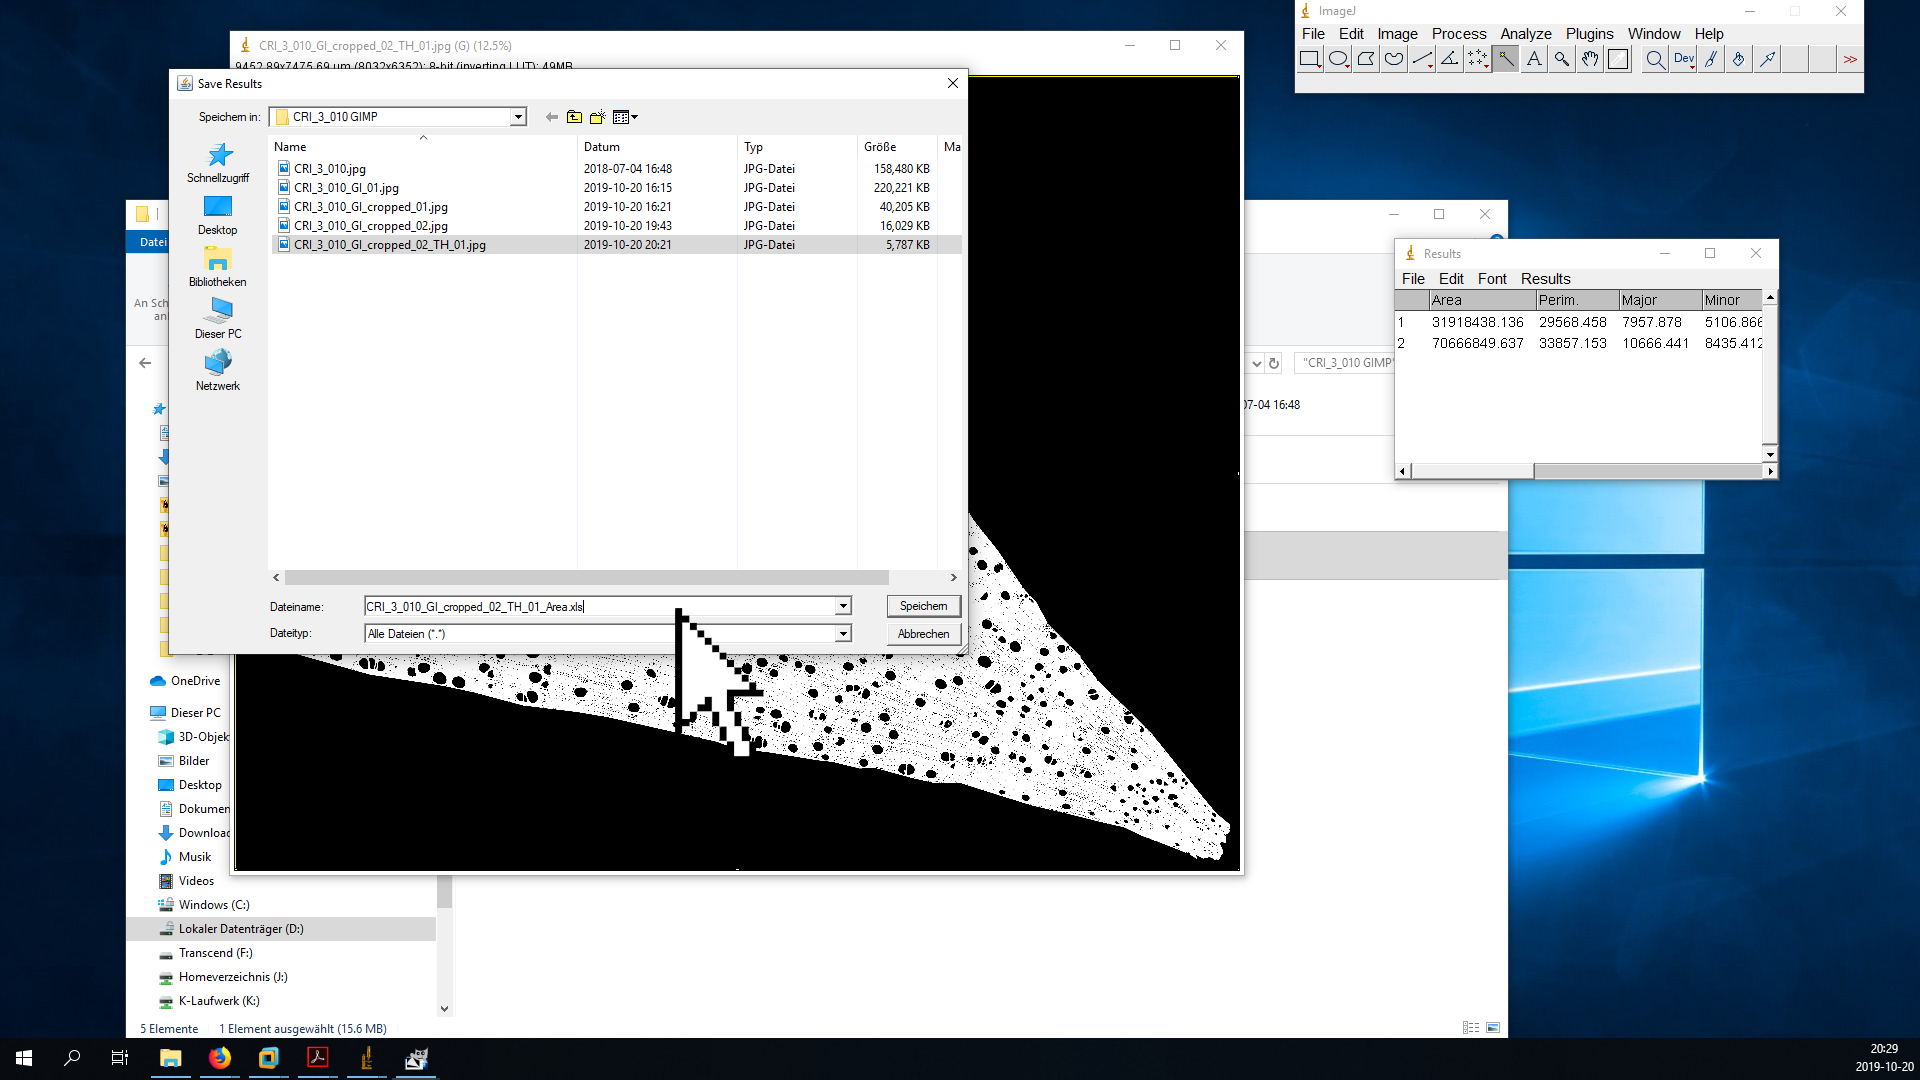 CRI_3_010_GI_cropped_02_TH_01.jpg (G) (12.5%)
9452.89x7475.69 µm (8032x6352); 8-bit (inverting LUT); 49MB
Save Results
Speichern in:
CRI_3_010 GIMP
Name
Datum
Typ
Größe
Ma
CRI_3_010.jpg 2018-07-04 16:48 JPG-Datei 158,480 KB
CRI_3_010_GI_01.jpg 2019-10-20 16:15 JPG-Datei 220,221 KB
CRI_3_010_GI_cropped_01.jpg 2019-10-20 16:21 JPG-Datei 40,205 KB
CRI_3_010_GI_cropped_02.jpg 2019-10-20 19:43 JPG-Datei 16,029 KB
CRI_3_010_GI_cropped_02_TH_01.jpg 2019-10-20 20:21 JPG-Datei 5,787 KB
Schnellzugriff
Desktop
Bibliotheken
Dieser PC
Netzwerk
Dateiname:
CRI_3_010_GI_cropped_02_TH_01_Area.xls
Speichern
Dateityp:
Alle Dateien (*.*)
Abbrechen
ImageJ
File Edit Image Process Analyze Plugins Window Help
A
Dev
>>
Results
File Edit Font Results
Area Perim. Major Minor
1 31918438.136 29568.458 7957.878 5106.866
2 70666849.637 33857.153 10666.441 8435.412
Datei
An Sch
an
"CRI_3_010 GIMP"
07-04 16:48
OneDrive
Dieser PC
3D-Objek
Bilder
Desktop
Dokumen
Downloac
Musik
Videos
Windows (C:)
Lokaler Datenträger (D:)
Transcend (F:)
Homeverzeichnis (J:)
K-Laufwerk (K:)
5 Elemente
1 Element ausgewählt (15.6 MB)
20:29
2019-10-20